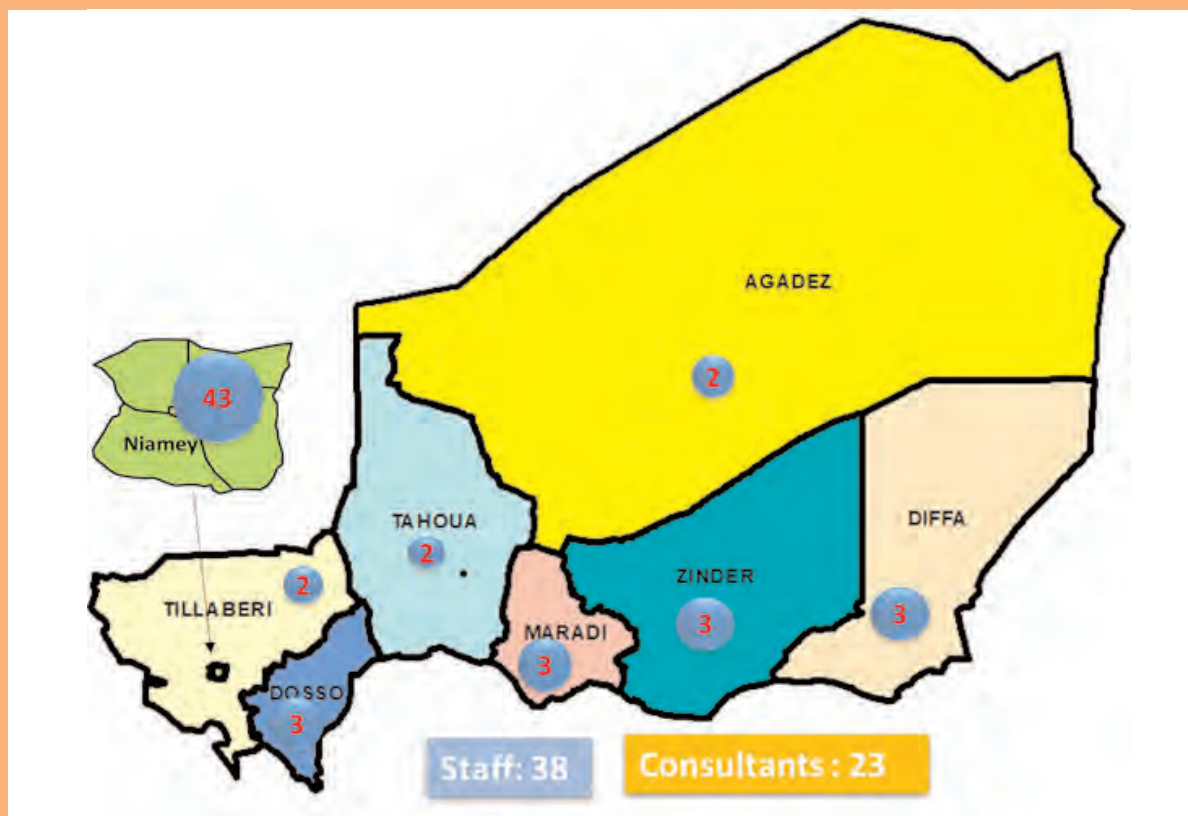 AGADEZ
2
43
Niamey
TAHOUA
2
DIFFA
3
ZINDER
3
TILLABERI
2
MARADI
3
DOSSO
3
Staff: 38
Consultants : 23